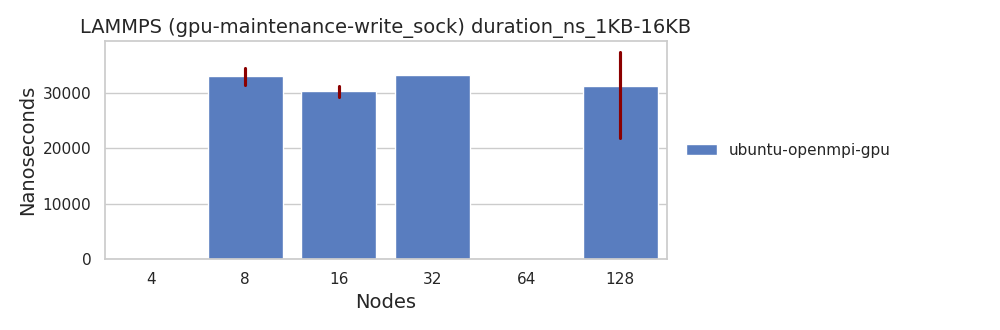 LAMMPS (gpu-maintenance-write_sock) duration_ns_1KB-16KB
Nanoseconds
30000
20000
10000
0
4 8 16 32 64 128
Nodes
ubuntu-openmpi-gpu